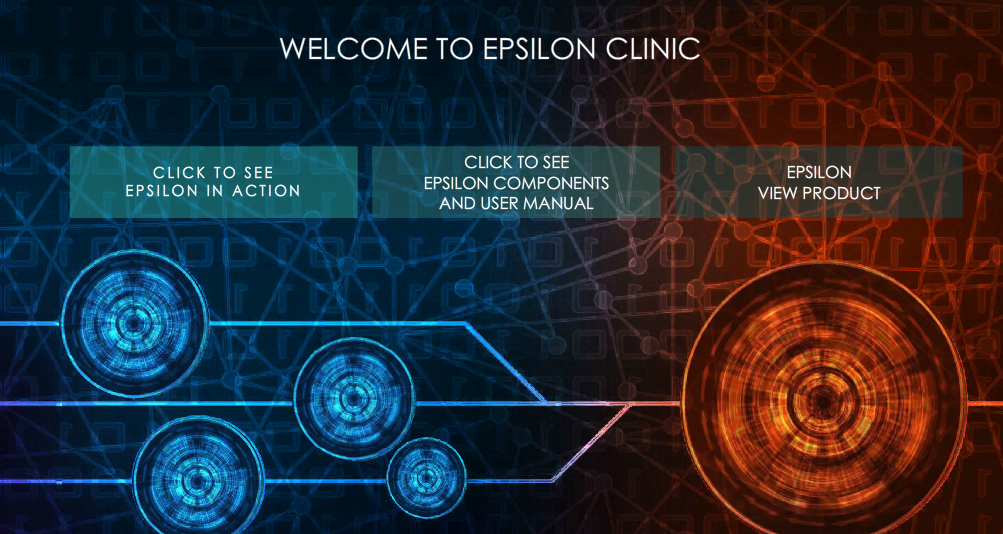 WELCOME TO EPSILON CLINIC
CLICK TO SEE
EPSILON IN ACTION
CLICK TO SEE
EPSILON COMPONENTS
AND USER MANUAL
EPSILON
VIEW PRODUCT